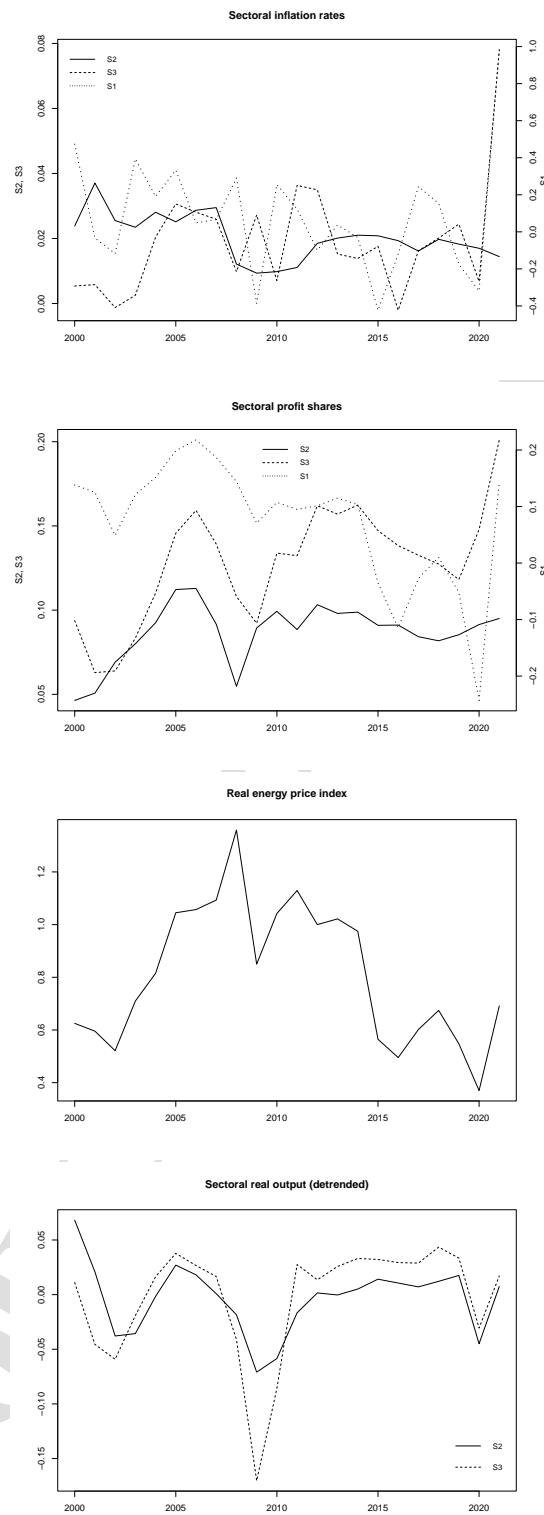 Sectoral inflation rates
S2
S3
S1
0.00 0.02 0.04 0.06 0.08
S2, S3
−0.4 −0.2 0.0 0.2 0.4 0.6 0.8 1.0
2000 2005 2010 2015 2020
Sectoral profit shares
S2
S3
S1
0.05 0.10 0.15 0.20
S2, S3
−0.2 −0.1 0.0 0.1 0.2
2000 2005 2010 2015 2020
Real energy price index
0.4 0.6 0.8 1.0 1.2
2000 2005 2010 2015 2020
Sectoral real output (detrended)
−0.15 −0.10 −0.05 0.00 0.05
S2
S3
2000 2005 2010 2015 2020